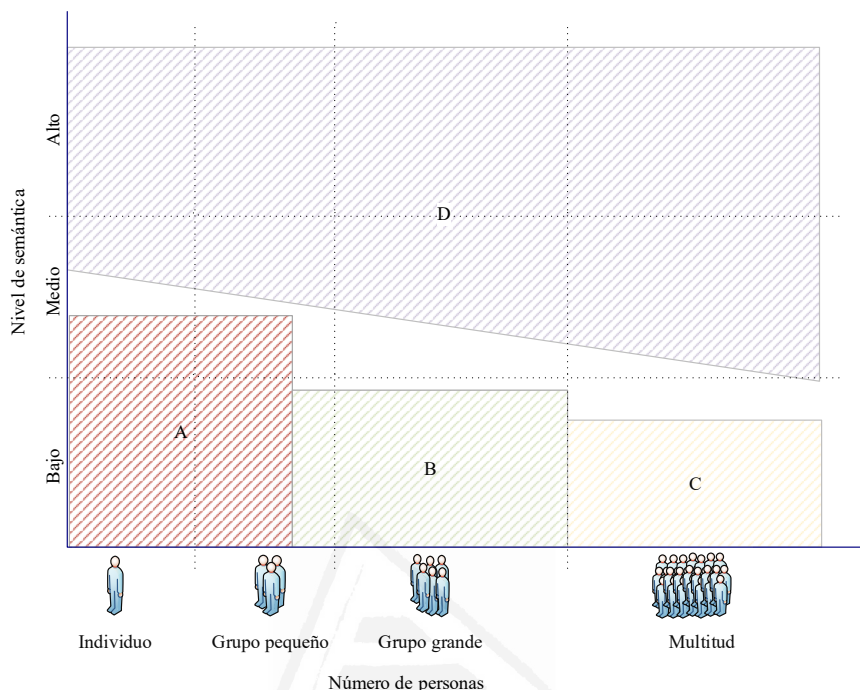 Nivel de semántica
Alto
Medio
Bajo
D
A
B
C
Individuo
Grupo pequeño
Grupo grande
Multitud
Número de personas